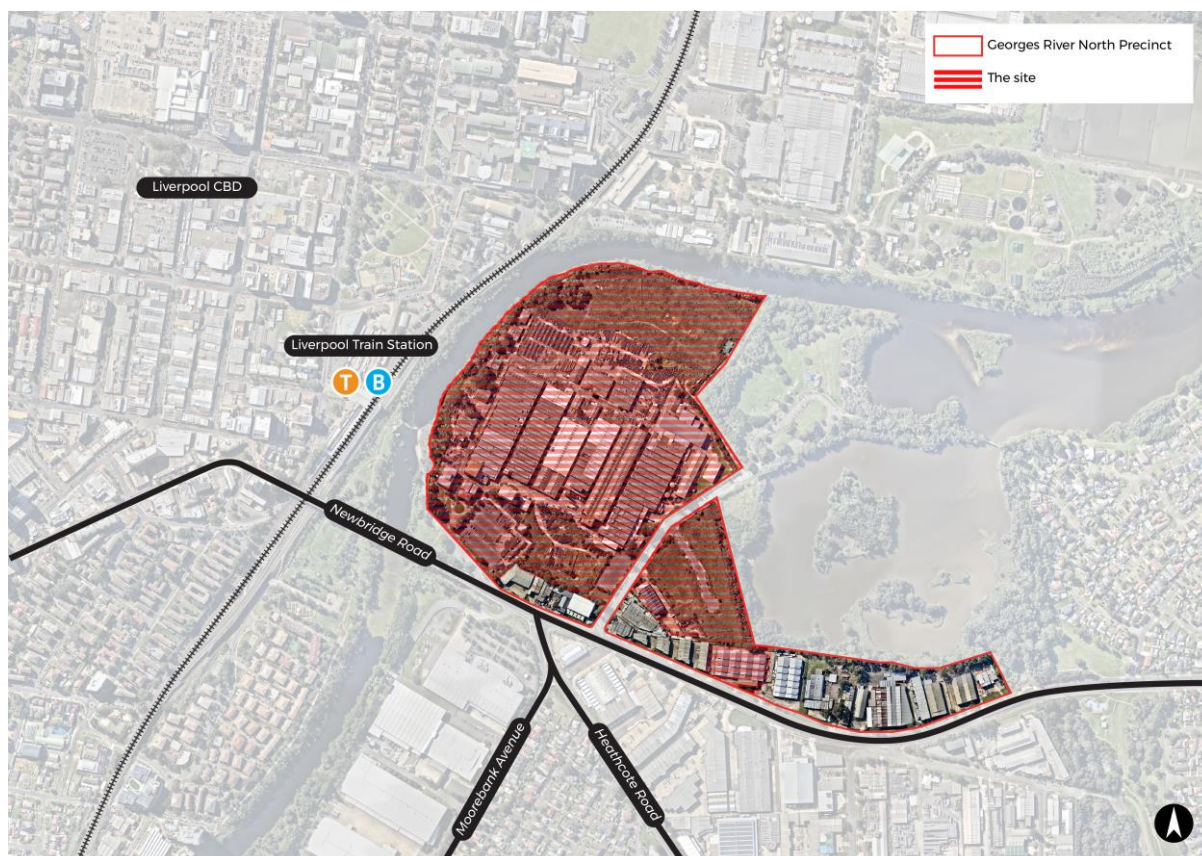 Georges River North Precinct
The site
Liverpool CBD
Liverpool Train Station
T B
Newbridge Road
Moorebank Avenue
Heathcote Road